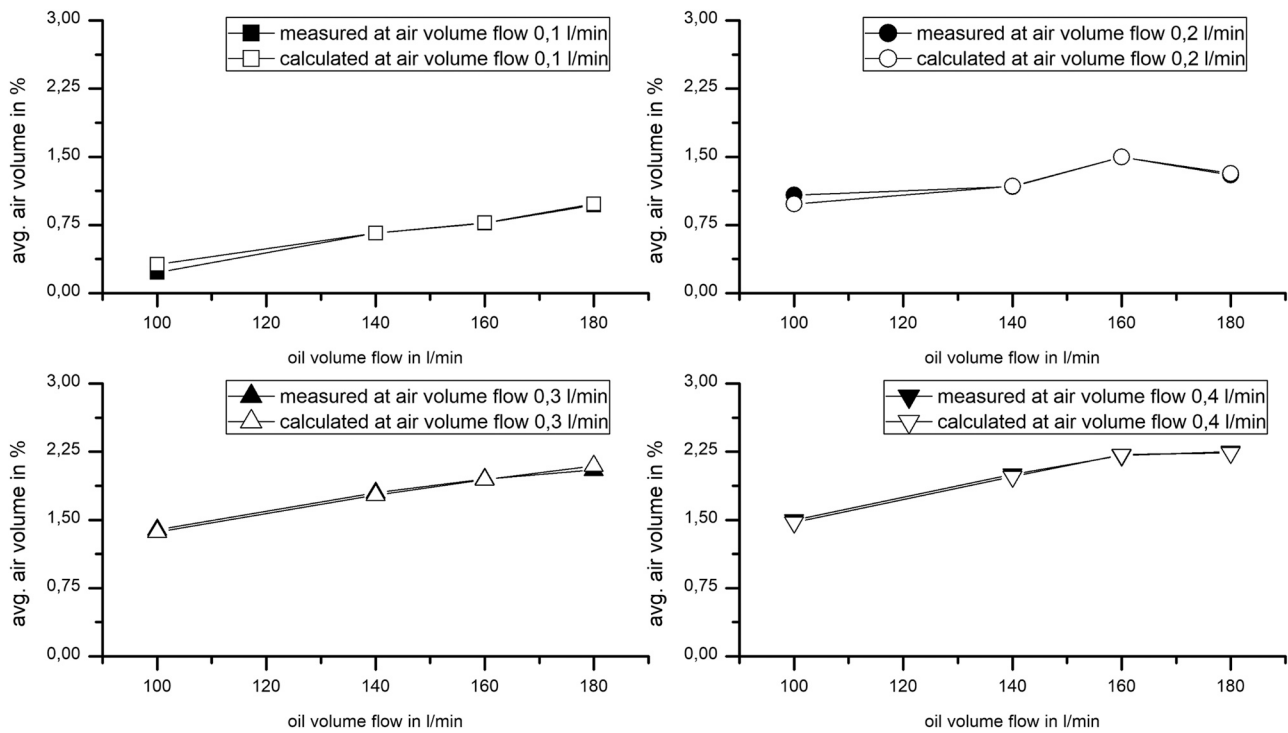 3,00
2,25
1,50
0,75
0,00
avg. air volume in %
measured at air volume flow 0,1 l/min
calculated at air volume flow 0,1 l/min
100 120 140 160 180
oil volume flow in l/min
3,00
2,25
1,50
0,75
0,00
avg. air volume in %
measured at air volume flow 0,2 l/min
calculated at air volume flow 0,2 l/min
100 120 140 160 180
oil volume flow in l/min
3,00
2,25
1,50
0,75
0,00
avg. air volume in %
measured at air volume flow 0,3 l/min
calculated at air volume flow 0,3 l/min
100 120 140 160 180
oil volume flow in l/min
3,00
2,25
1,50
0,75
0,00
avg. air volume in %
measured at air volume flow 0,4 l/min
calculated at air volume flow 0,4 l/min
100 120 140 160 180
oil volume flow in l/min